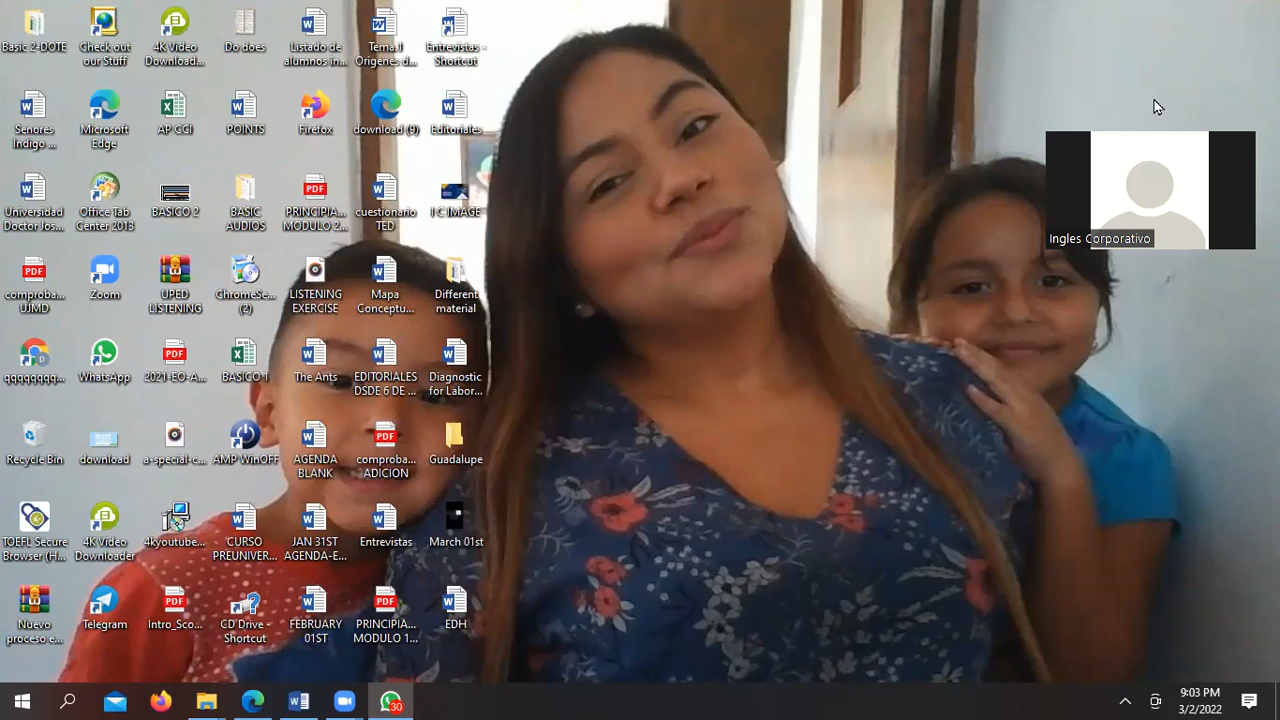 Basic 2-DOTE
Check out
our Stuff
4K Video
Download...
Do does
Listado de
alumnos in...
Tema I
Origenes d...
Entrevistas -
Shortcut
Senores
Indigo ...
Microsoft
Edge
AP CCI
POINTS
Firefox
download (9)
Editoriales
Universidad
Doctor Jos...
Office Tab
Center 2013
BASICO 2
BASIC
AUDIOS
PDF
PRINCIPIA...
MODULO 2...
cuestionario
TED
I C IMAGE
Ingles Corporativo
PDF
comproba...
UJMD
Zoom
UPED
LISTENING
ChromeSe...
(2)
LISTENING
EXERCISE
Mapa
Conceptu...
Different
material
qqqqqqqq...
WhatsApp
PDF
2021-EO-A...
BASICO 1
The Ants
EDITORIALES
DSDE 6 DE ...
Diagnostic
for Labor...
Recycle Bin
download
a-special-c...
AMP WinOFF
AGENDA
BLANK
PDF
comproba...
ADICION
Guadalupe
TOEFL Secure
Browser (H...
4K Video
Downloader
4kyoutube...
'CURSO
PREUNIVER...
JAN 31ST
AGENDA-E...
Entrevistas
March 01st
Nuevo
proceso e...
Telegram
PDF
Intro_Sco...
CD Drive -
Shortcut
FEBRUARY
01ST
PDF
PRINCIPIA...
MODULO 1...
EDH
30
9:03 PM
3/2/2022